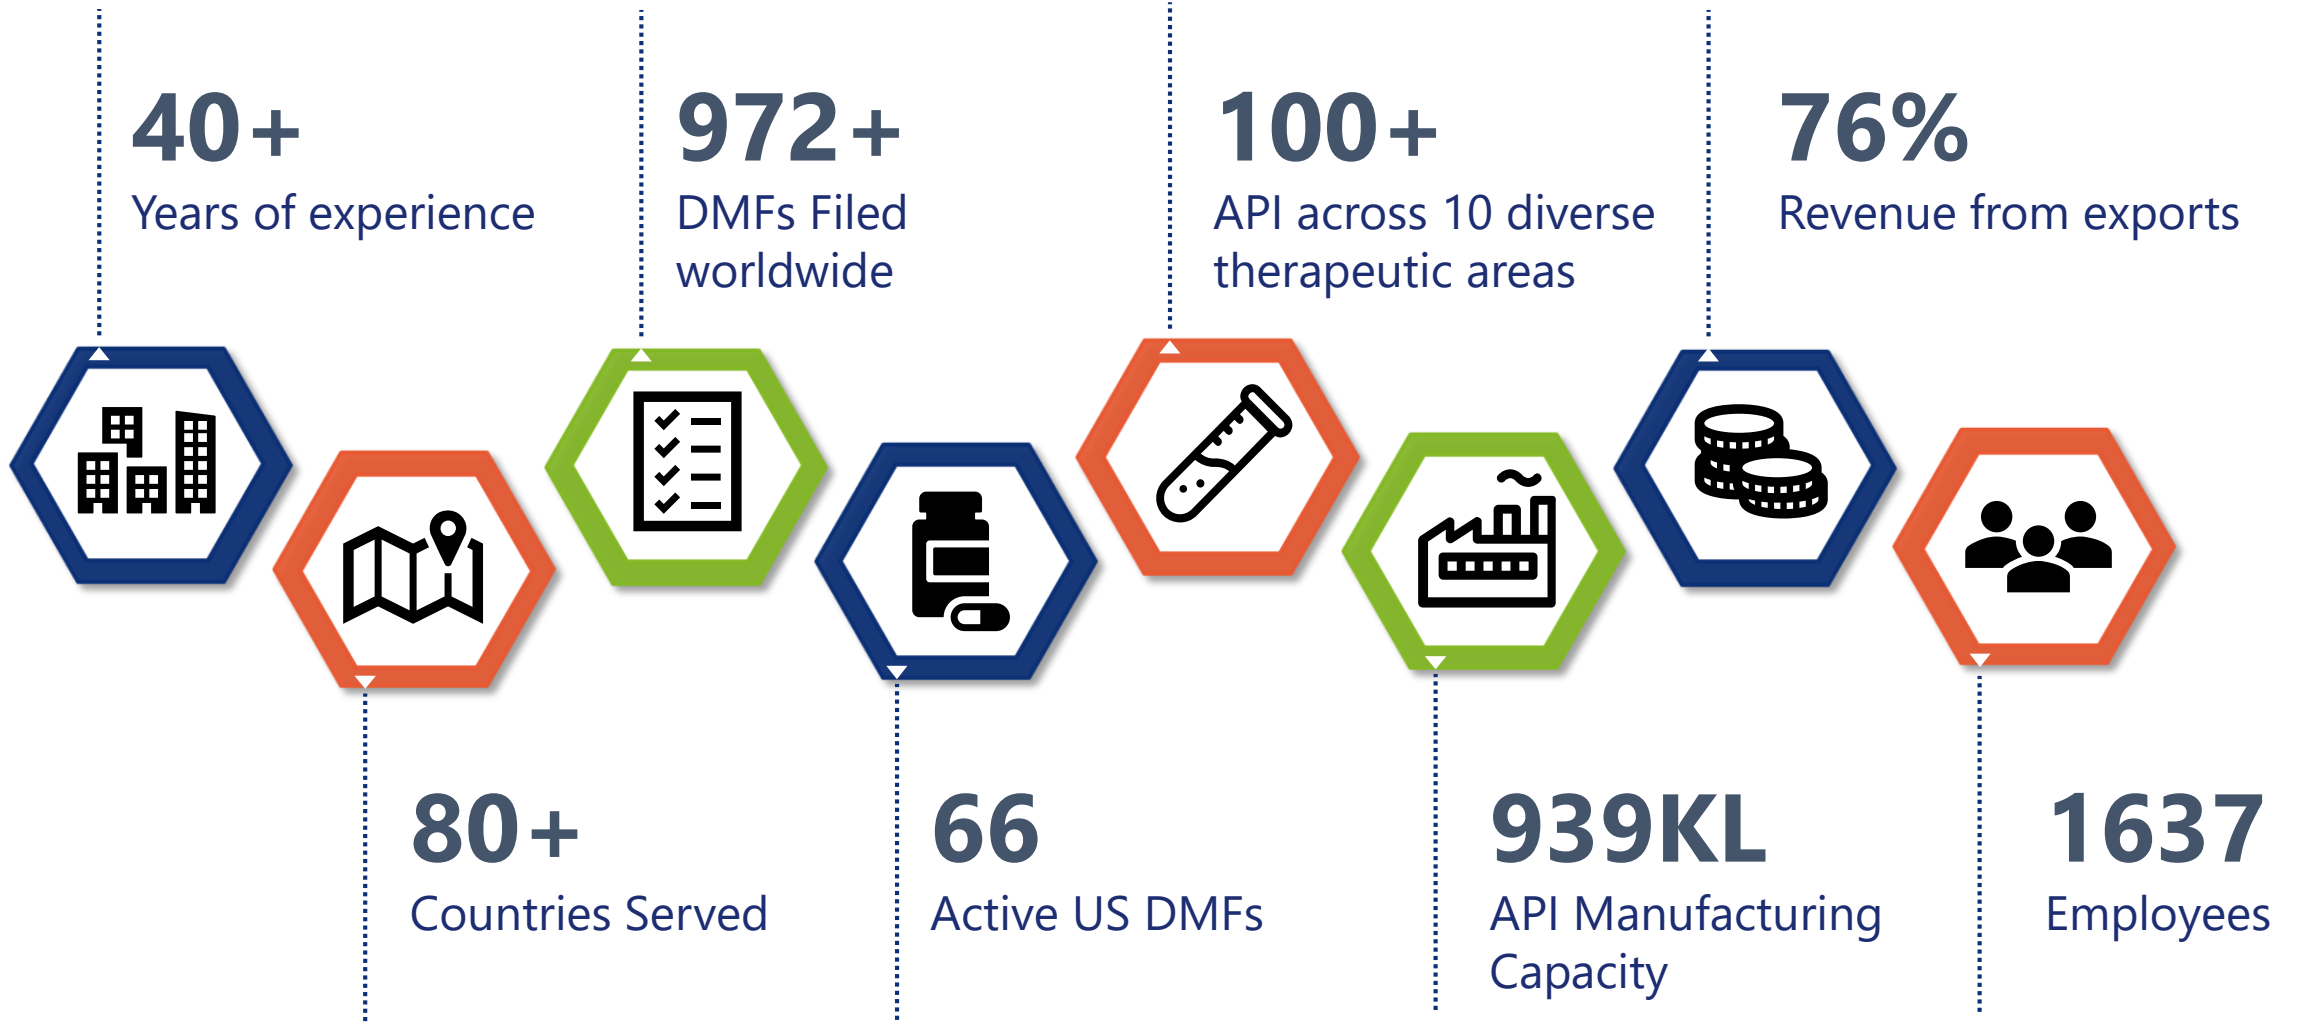 40+
Years of experience
972+
DMFs Filed
worldwide
100+
API across 10 diverse
therapeutic areas
76%
Revenue from exports
80+
Countries Served
66
Active US DMFs
939KL
API Manufacturing
Capacity
1637
Employees